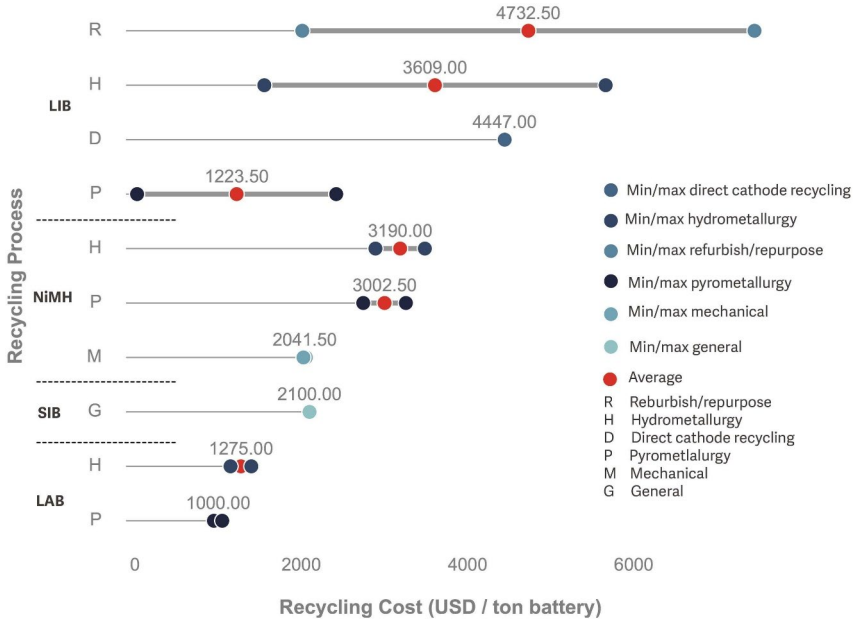 4732.50
R
3609.00
H
LIB
4447.00
D
1223.50
P
3190.00
H
NiMH
3002.50
P
2041.50
M
2100.00
SIB G
1275.00
H
LAB
1000.00
P
0 2000 4000 6000
Recycling Cost (USD / ton battery)
Recycling Process
Min/max direct cathode recycling
Min/max hydrometallurgy
Min/max refurbish/repurpose
Min/max pyrometallurgy
Min/max mechanical
Min/max general
Average
R Reburbish/repurpose
H Hydrometallurgy
D Direct cathode recycling
P Pyrometlalurgy
M Mechanical
G General